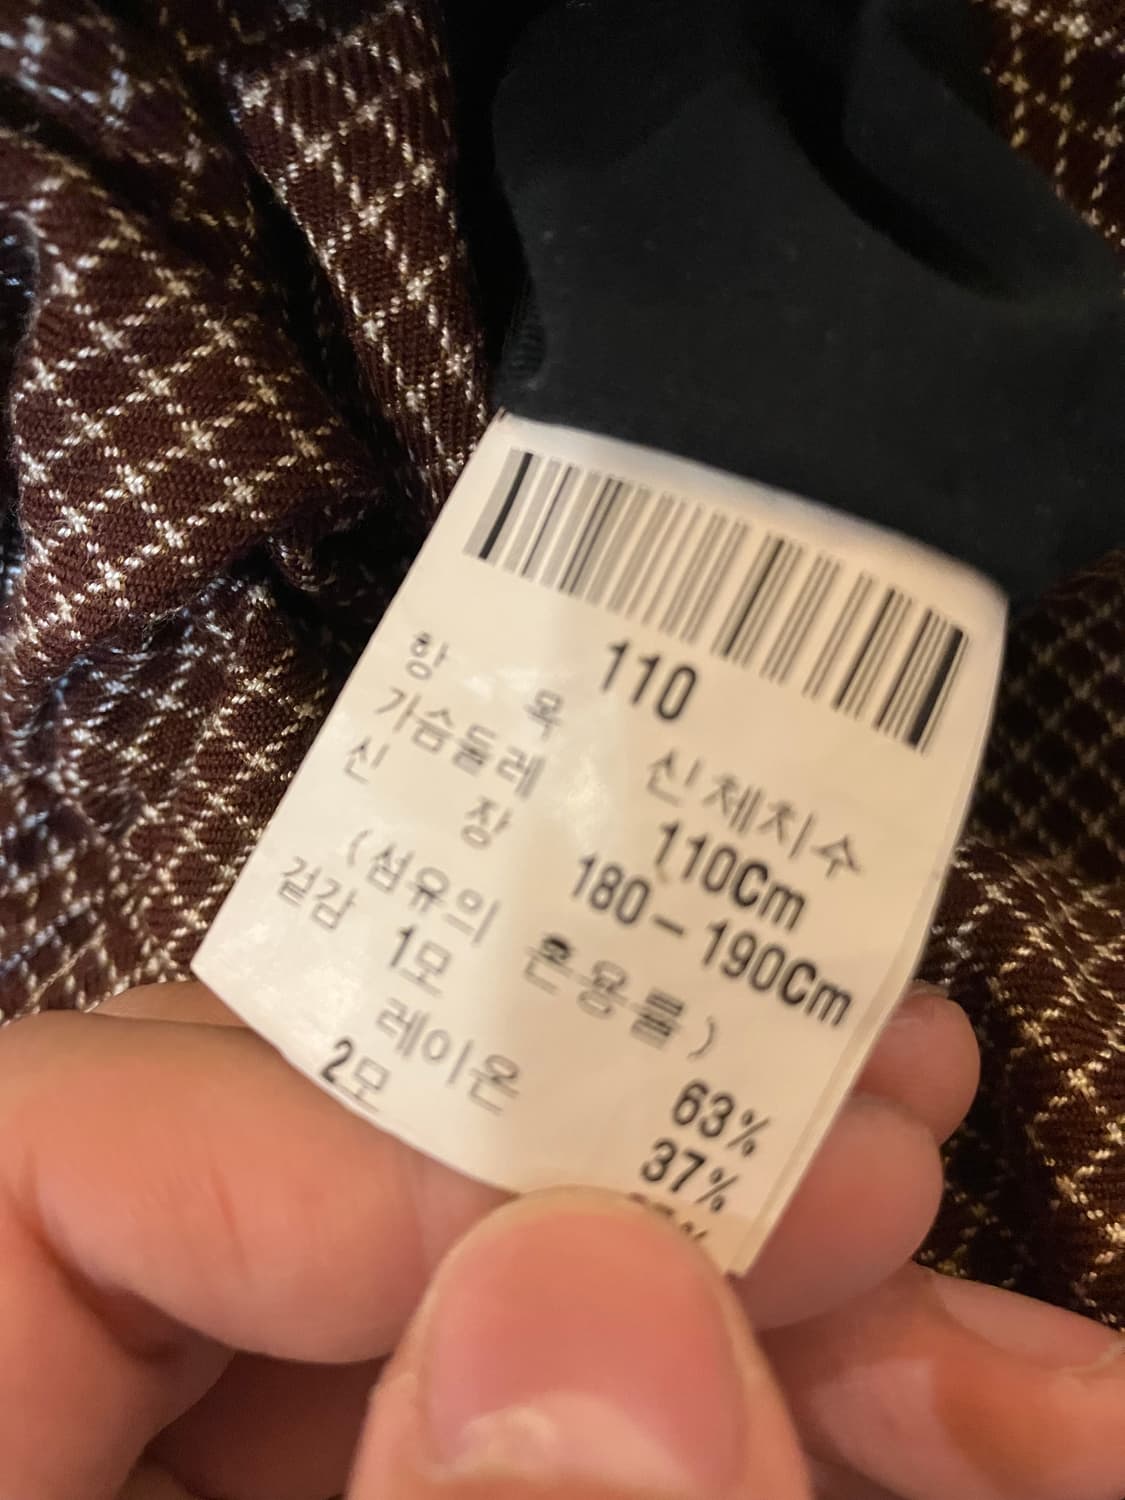 110
항 목 신체치수
가슴둘레 110Cm
신 장 180-190Cm
(섬유의 혼용률)
겉감 1모 63%
레이온 37%
2모